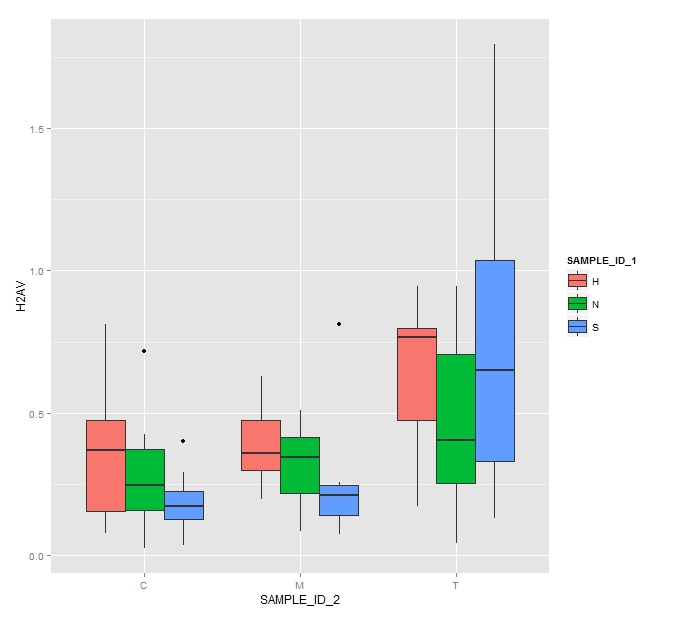 H2AV
1.5
1.0
0.5
0.0
C M T
SAMPLE_ID_2
SAMPLE_ID_1
H
N
S